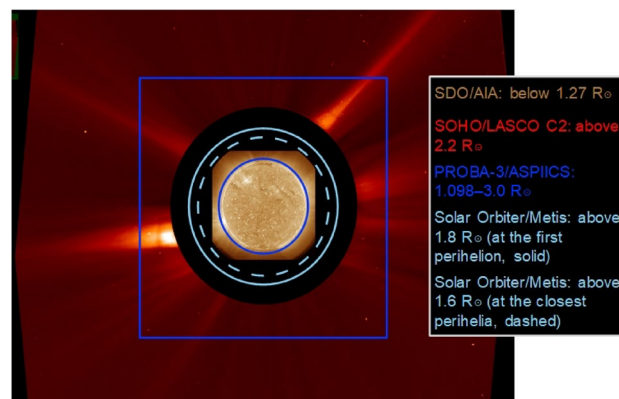 SDO/AIA: below 1.27 R☉
SOHO/LASCO C2: above
2.2 R☉
PROBA-3/ASPIICS:
1.098–3.0 R☉
Solar Orbiter/Metis: above
1.8 R☉ (at the first
perihelion, solid)
Solar Orbiter/Metis: above
1.6 R☉ (at the closest
perihelia, dashed)